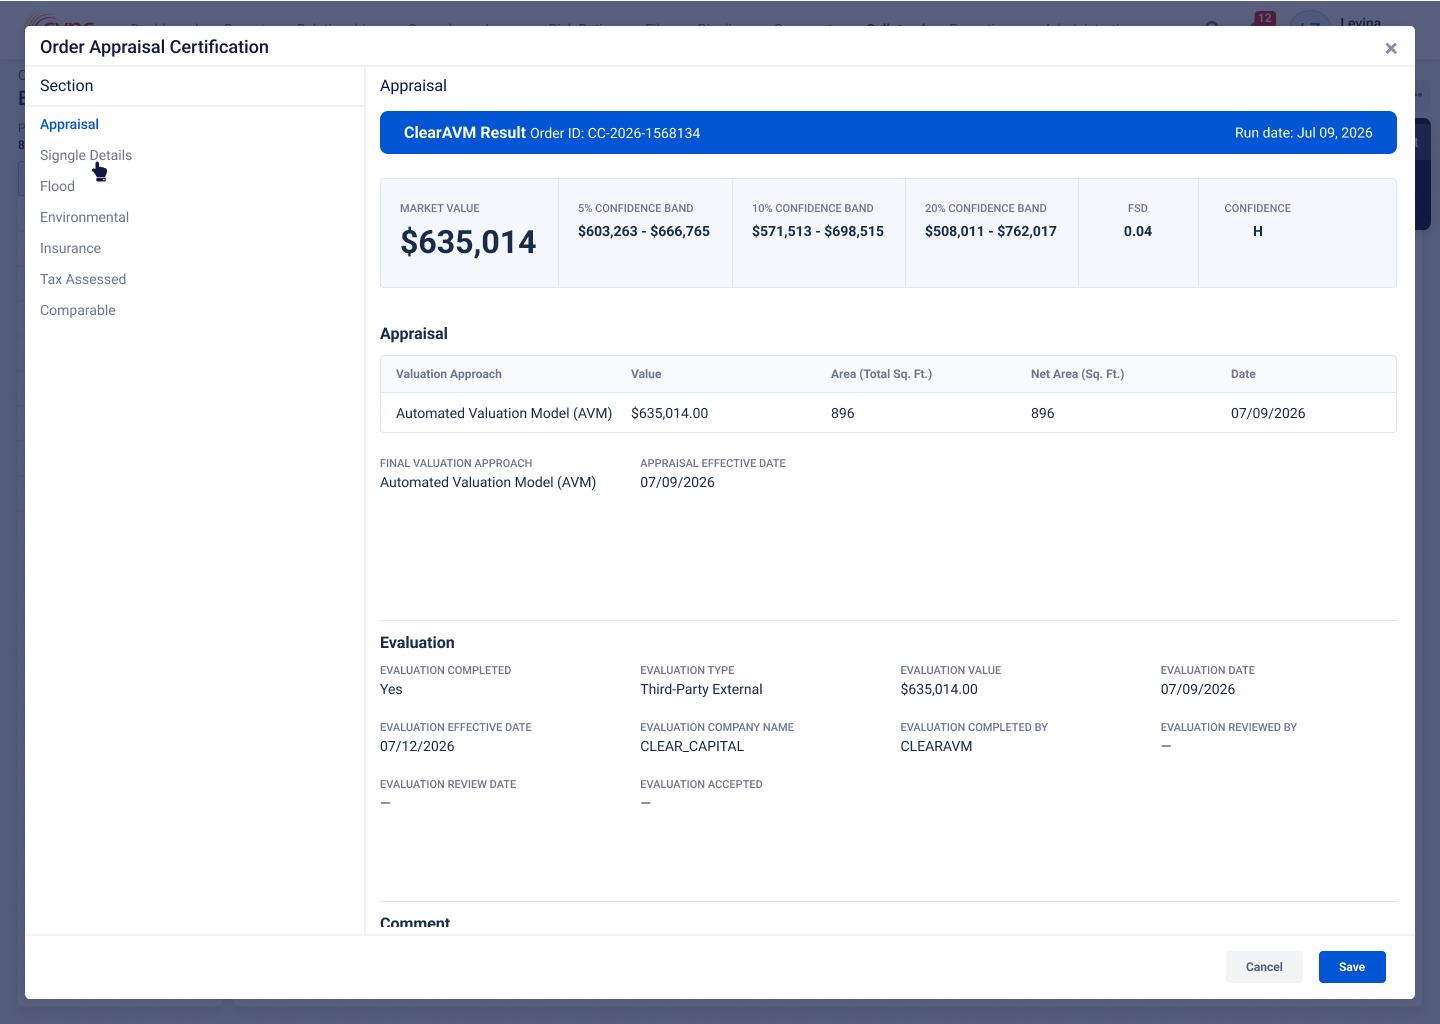 12
Levina
Order Appraisal Certification
Section
Appraisal
Signgle Details
Flood
Environmental
Insurance
Tax Assessed
Comparable
Appraisal
ClearAVM Result Order ID: CC-2026-1568134
Run date: Jul 09, 2026
MARKET VALUE
$635,014
5% CONFIDENCE BAND
$603,263 - $666,765
10% CONFIDENCE BAND
$571,513 - $698,515
20% CONFIDENCE BAND
$508,011 - $762,017
FSD
0.04
CONFIDENCE
H
Appraisal
Valuation Approach Value Area (Total Sq. Ft.) Net Area (Sq. Ft.) Date
Automated Valuation Model (AVM) $635,014.00 896 896 07/09/2026
FINAL VALUATION APPROACH
Automated Valuation Model (AVM)
APPRAISAL EFFECTIVE DATE
07/09/2026
Evaluation
EVALUATION COMPLETED
Yes
EVALUATION TYPE
Third-Party External
EVALUATION VALUE
$635,014.00
EVALUATION DATE
07/09/2026
EVALUATION EFFECTIVE DATE
07/12/2026
EVALUATION COMPANY NAME
CLEAR_CAPITAL
EVALUATION COMPLETED BY
CLEARAVM
EVALUATION REVIEWED BY
—
EVALUATION REVIEW DATE
—
EVALUATION ACCEPTED
—
Comment
Cancel
Save